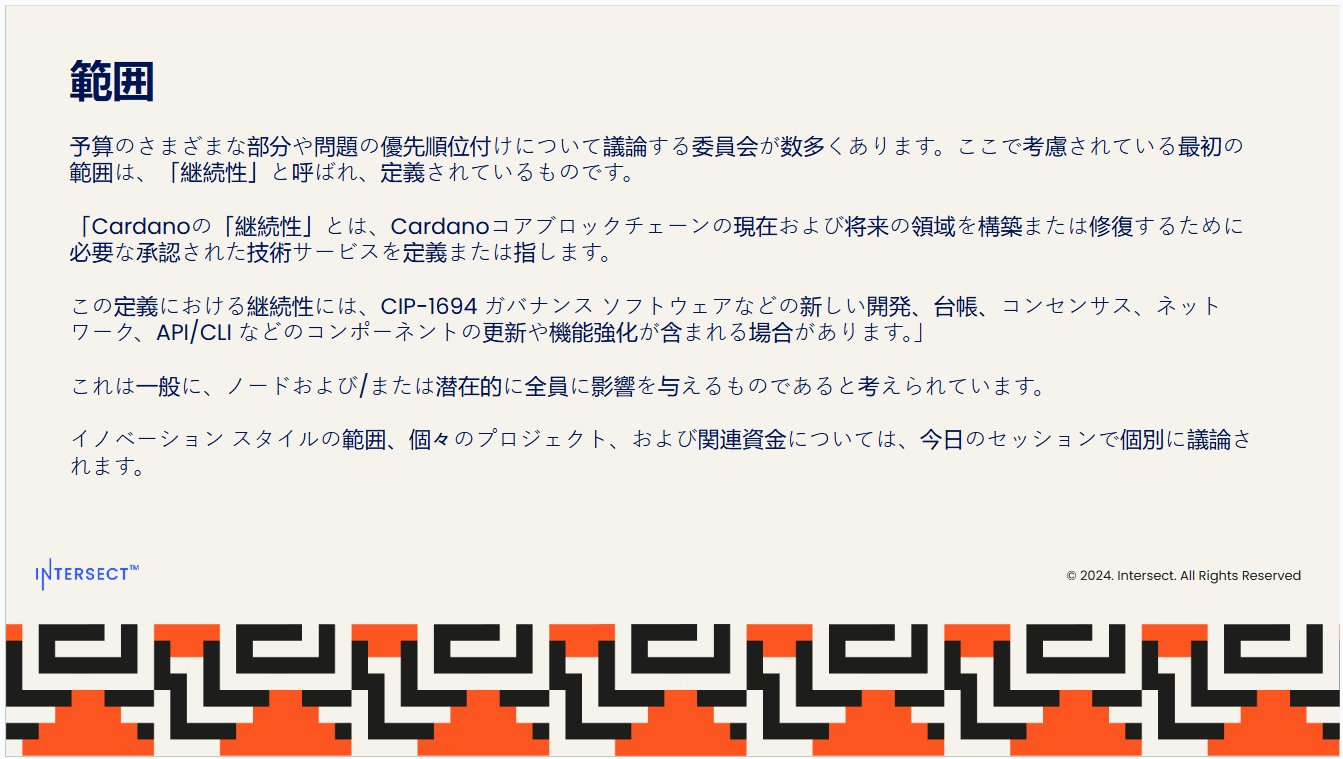 範囲
予算のさまざまな部分や問題の優先順位付けについて議論する委員会が数多くあります。ここで考慮されている最初の
範囲は、「継続性」と呼ばれ、定義されているものです。
「Cardanoの「継続性」とは、Cardanoコアブロックチェーンの現在および将来の領域を構築または修復するために
必要な承認された技術サービスを定義または指します。
この定義における継続性には、CIP-1694 ガバナンス ソフトウェアなどの新しい開発、台帳、コンセンサス、ネット
ワーク、API/CLI などのコンポーネントの更新や機能強化が含まれる場合があります。」
これは一般に、ノードおよび/または潜在的に全員に影響を与えるものであると考えられています。
イノベーション スタイルの範囲、個々のプロジェクト、および関連資金については、今日のセッションで個別に議論さ
れます。
INTERSECT™
© 2024. Intersect. All Rights Reserved